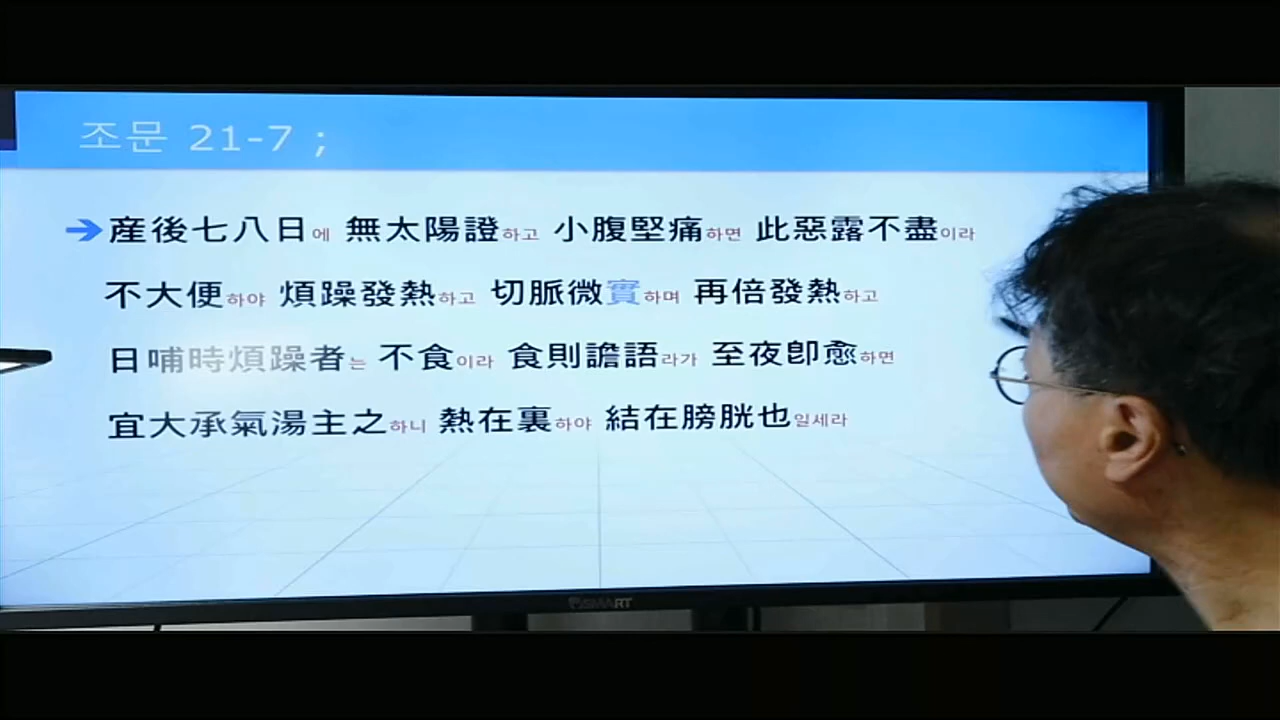 조문 21-7 ;
➔産後七八日에 無太陽證하고 小腹堅痛하면 此惡露不盡이라
不大便하야 煩躁發熱하고 切脈微實하며 再倍發熱하고
日哺時煩躁者는 不食이라 食則譫語라가 至夜卽愈하면
宜大承氣湯主之하니 熱在裏하야 結在膀胱也일세라
SMART